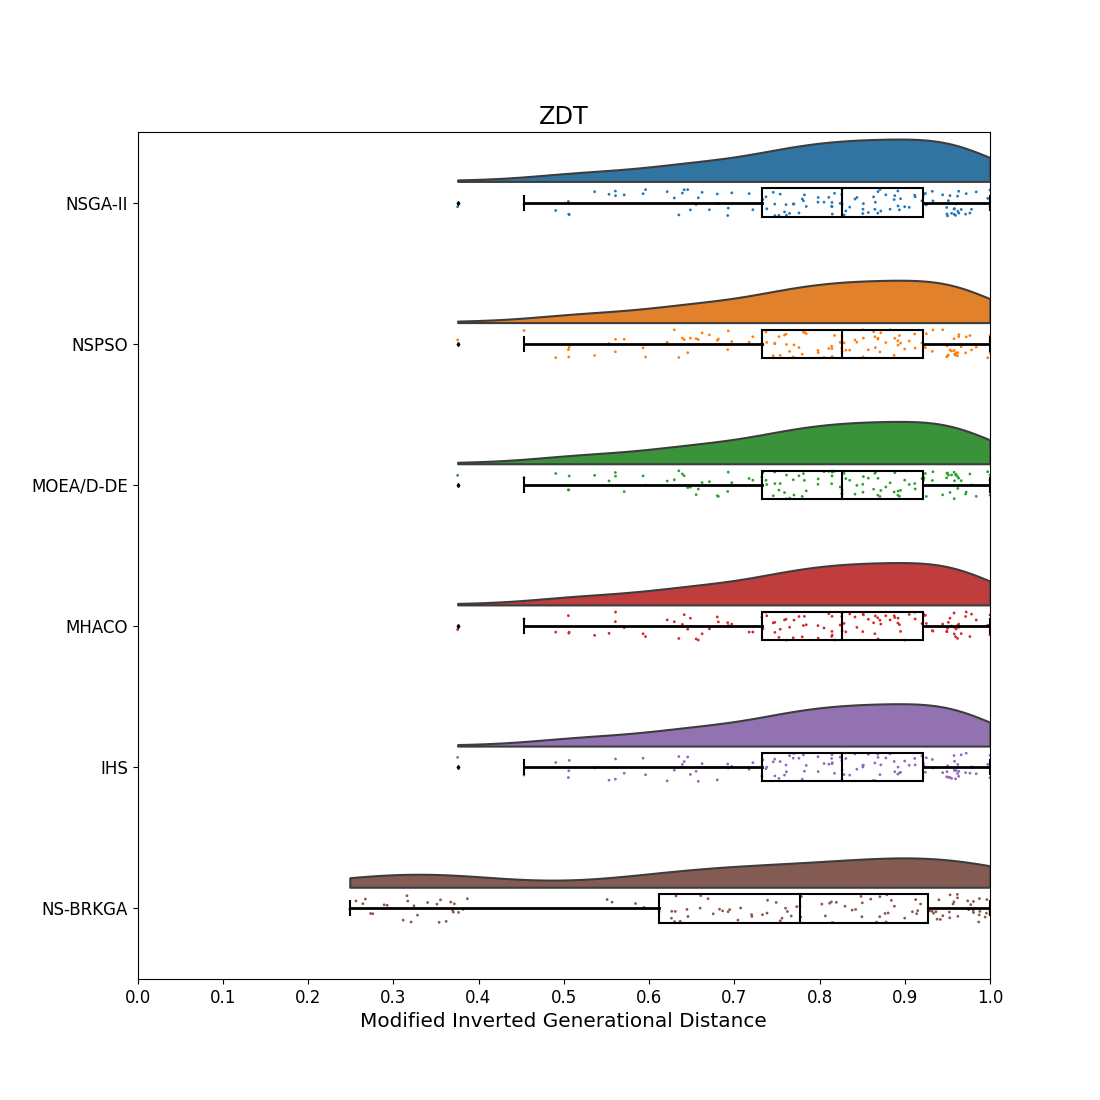 ZDT
NSGA-II
NSPSO
MOEA/D-DE
MHACO
IHS
NS-BRKGA
0.0 0.1 0.2 0.3 0.4 0.5 0.6 0.7 0.8 0.9 1.0
Modified Inverted Generational Distance